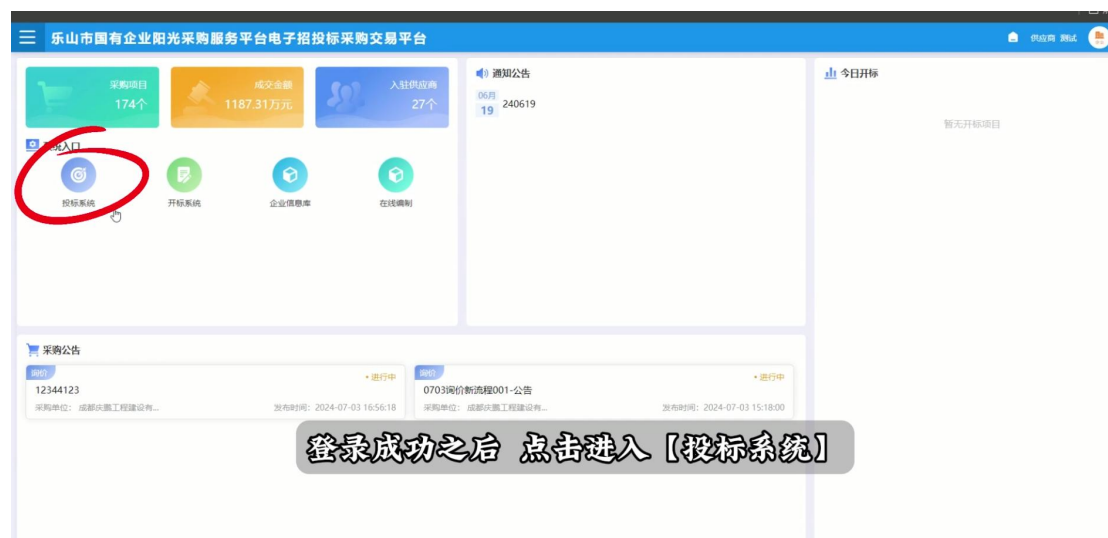 乐山市国有企业阳光采购服务平台电子招投标采购交易平台
供应商 测试
采购项目
174个
成交金额
1187.31万元
入驻供应商
27个
通知公告
06月
19
240619
今日开标
暂无开标项目
入口
投标系统
开标系统
企业信息库
在线编制
采购公告
询价
12344123
• 进行中
采购单位：成都庆鹏工程建设有...
发布时间：2024-07-03 16:56:18
询价
0703询价新流程001-公告
• 进行中
采购单位：成都庆鹏工程建设有...
发布时间：2024-07-03 15:18:00
登录成功之后 点击进入【投标系统】